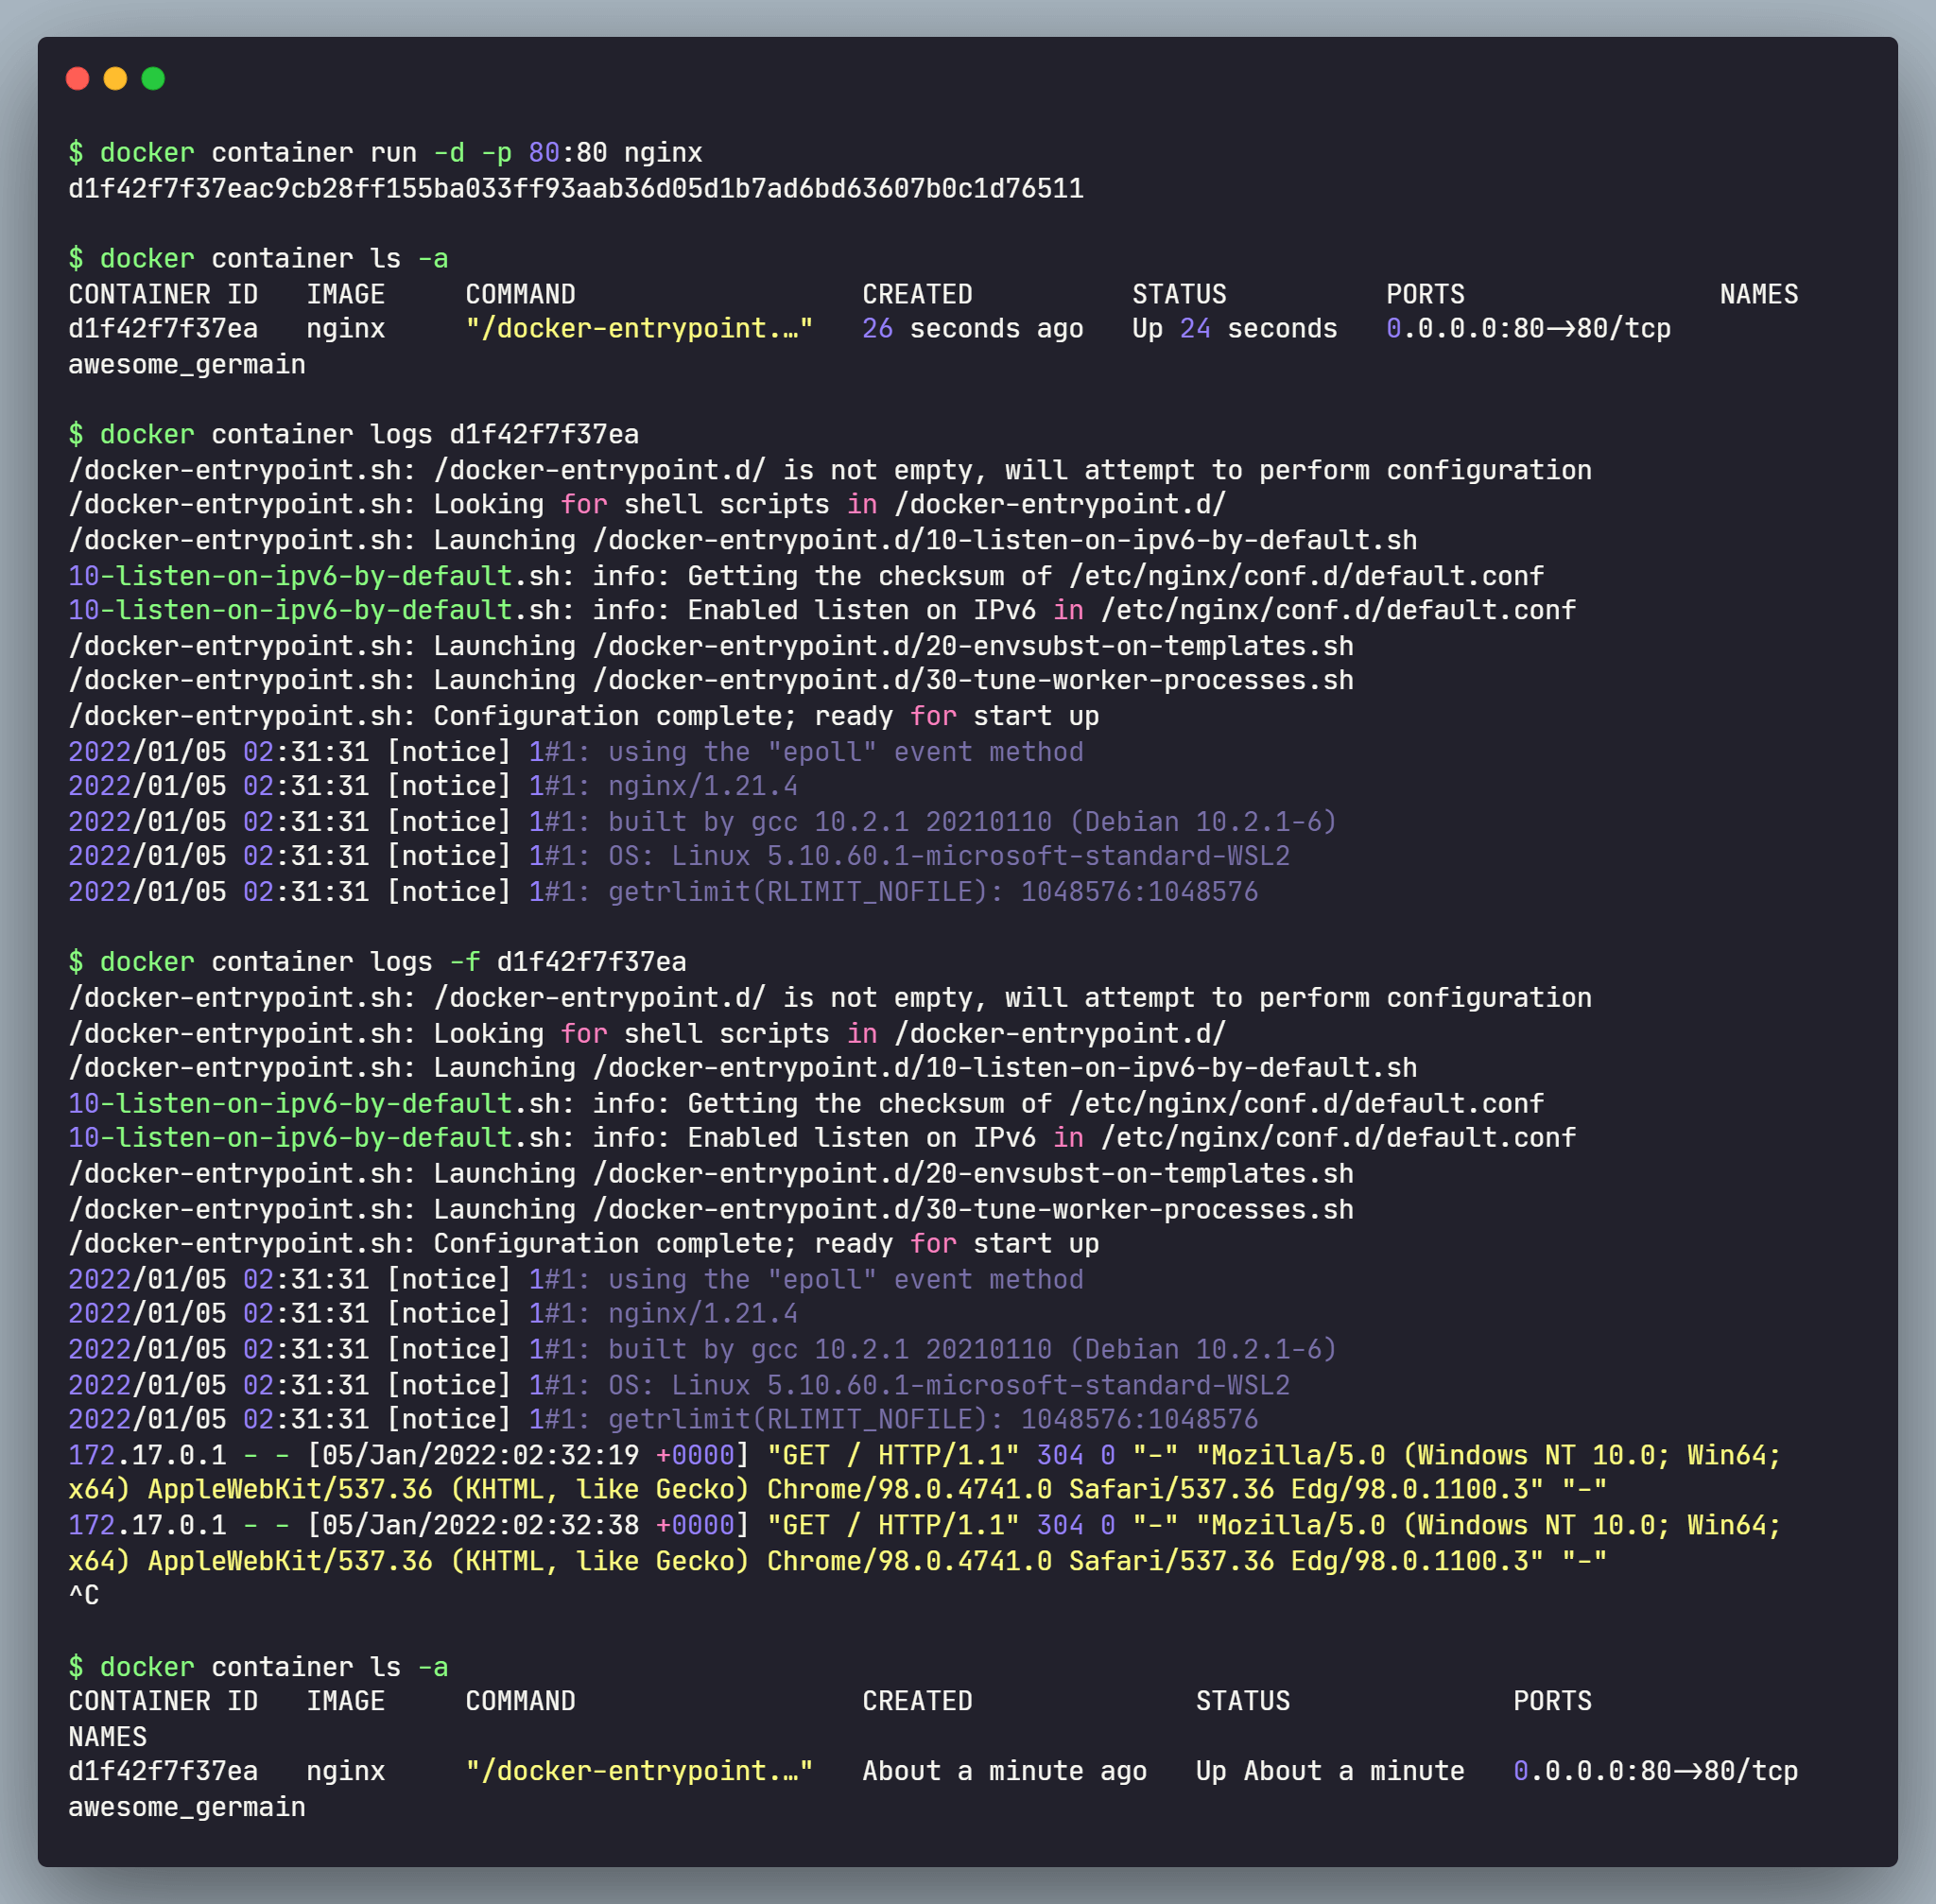 $ docker container run -d -p 80:80 nginx
d1f42f7f37eac9cb28ff155ba033ff93aab36d05d1b7ad6bd63607b0c1d76511
$ docker container ls -a
CONTAINER ID   IMAGE     COMMAND                  CREATED          STATUS          PORTS                NAMES
d1f42f7f37ea   nginx     "/docker-entrypoint.…"   26 seconds ago   Up 24 seconds   0.0.0.0:80->80/tcp
awesome_germain
$ docker container logs d1f42f7f37ea
/docker-entrypoint.sh: /docker-entrypoint.d/ is not empty, will attempt to perform configuration
/docker-entrypoint.sh: Looking for shell scripts in /docker-entrypoint.d/
/docker-entrypoint.sh: Launching /docker-entrypoint.d/10-listen-on-ipv6-by-default.sh
10-listen-on-ipv6-by-default.sh: info: Getting the checksum of /etc/nginx/conf.d/default.conf
10-listen-on-ipv6-by-default.sh: info: Enabled listen on IPv6 in /etc/nginx/conf.d/default.conf
/docker-entrypoint.sh: Launching /docker-entrypoint.d/20-envsubst-on-templates.sh
/docker-entrypoint.sh: Launching /docker-entrypoint.d/30-tune-worker-processes.sh
/docker-entrypoint.sh: Configuration complete; ready for start up
2022/01/05 02:31:31 [notice] 1#1: using the "epoll" event method
2022/01/05 02:31:31 [notice] 1#1: nginx/1.21.4
2022/01/05 02:31:31 [notice] 1#1: built by gcc 10.2.1 20210110 (Debian 10.2.1-6)
2022/01/05 02:31:31 [notice] 1#1: OS: Linux 5.10.60.1-microsoft-standard-WSL2
2022/01/05 02:31:31 [notice] 1#1: getrlimit(RLIMIT_NOFILE): 1048576:1048576
$ docker container logs -f d1f42f7f37ea
/docker-entrypoint.sh: /docker-entrypoint.d/ is not empty, will attempt to perform configuration
/docker-entrypoint.sh: Looking for shell scripts in /docker-entrypoint.d/
/docker-entrypoint.sh: Launching /docker-entrypoint.d/10-listen-on-ipv6-by-default.sh
10-listen-on-ipv6-by-default.sh: info: Getting the checksum of /etc/nginx/conf.d/default.conf
10-listen-on-ipv6-by-default.sh: info: Enabled listen on IPv6 in /etc/nginx/conf.d/default.conf
/docker-entrypoint.sh: Launching /docker-entrypoint.d/20-envsubst-on-templates.sh
/docker-entrypoint.sh: Launching /docker-entrypoint.d/30-tune-worker-processes.sh
/docker-entrypoint.sh: Configuration complete; ready for start up
2022/01/05 02:31:31 [notice] 1#1: using the "epoll" event method
2022/01/05 02:31:31 [notice] 1#1: nginx/1.21.4
2022/01/05 02:31:31 [notice] 1#1: built by gcc 10.2.1 20210110 (Debian 10.2.1-6)
2022/01/05 02:31:31 [notice] 1#1: OS: Linux 5.10.60.1-microsoft-standard-WSL2
2022/01/05 02:31:31 [notice] 1#1: getrlimit(RLIMIT_NOFILE): 1048576:1048576
172.17.0.1 - - [05/Jan/2022:02:32:19 +0000] "GET / HTTP/1.1" 304 0 "-" "Mozilla/5.0 (Windows NT 10.0; Win64;
x64) AppleWebKit/537.36 (KHTML, like Gecko) Chrome/98.0.4741.0 Safari/537.36 Edg/98.0.1100.3" "-"
172.17.0.1 - - [05/Jan/2022:02:32:38 +0000] "GET / HTTP/1.1" 304 0 "-" "Mozilla/5.0 (Windows NT 10.0; Win64;
x64) AppleWebKit/537.36 (KHTML, like Gecko) Chrome/98.0.4741.0 Safari/537.36 Edg/98.0.1100.3" "-"
^C
$ docker container ls -a
CONTAINER ID   IMAGE     COMMAND                  CREATED              STATUS              PORTS
NAMES
d1f42f7f37ea   nginx     "/docker-entrypoint.…"   About a minute ago   Up About a minute   0.0.0.0:80->80/tcp
awesome_germain